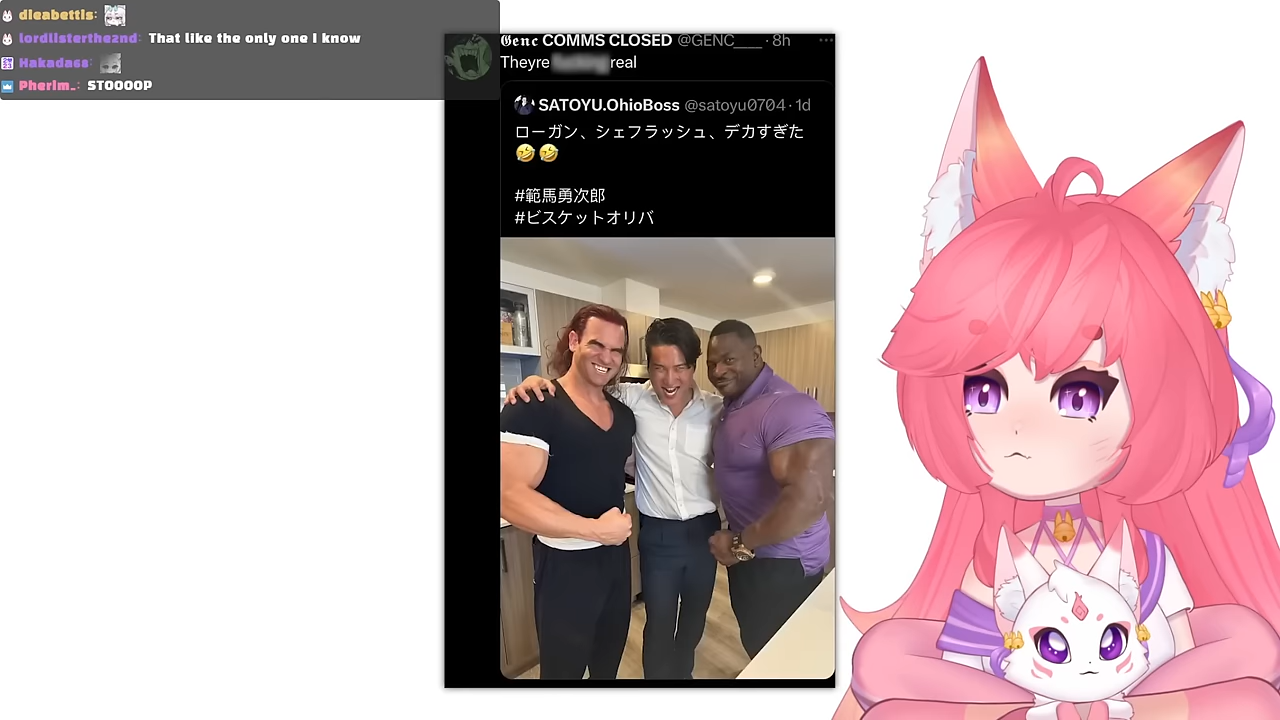 dieabettis:
lordlisterthe2nd: That like the only one I know
Hakada68:
Pherim_: STOOOOP
𝕲𝖊𝖓𝖈 COMMS CLOSED @GENC___ · 8h
Theyre real
SATOYU.OhioBoss @satoyu0704 · 1d
ローガン、シェフラッシュ、デカすぎた
🤣🤣
#範馬勇次郎
#ビスケットオリバ